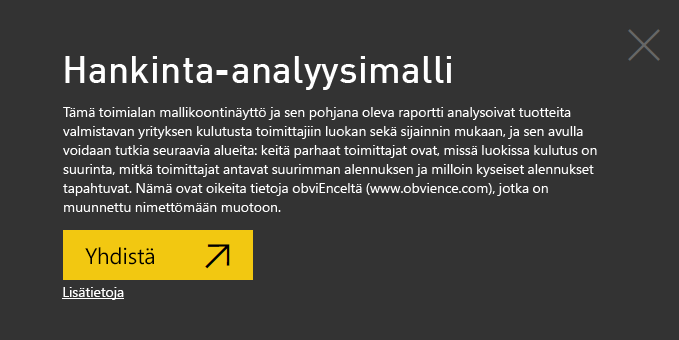 Hankinta-analyysimalli
Tämä toimialan mallikoontinäyttö ja sen pohjana oleva raportti analysoivat tuotteita
valmistavan yrityksen kulutusta toimittajiin luokan sekä sijainnin mukaan, ja sen avulla
voidaan tutkia seuraavia alueita: keitä parhaat toimittajat ovat, missä luokissa kulutus on
suurinta, mitkä toimittajat antavat suurimman alennuksen ja milloin kyseiset alennukset
tapahtuvat. Nämä ovat oikeita tietoja obviEnceltä (www.obvience.com), jotka on
muunnettu nimettömään muotoon.
Yhdistä
Lisätietoja